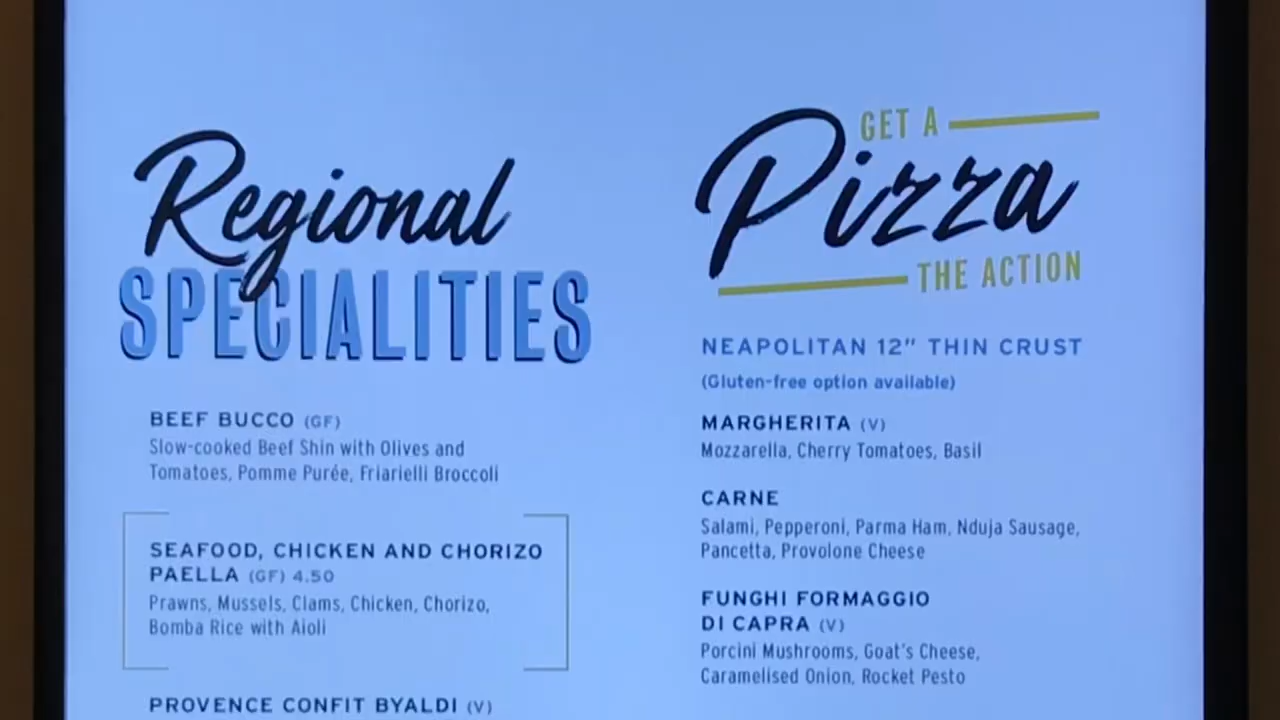 Regional
SPECIALITIES
BEEF BUCCO (GF)
Slow-cooked Beef Shin with Olives and
Tomatoes, Pomme Purée, Friarielli Broccoli
SEAFOOD, CHICKEN AND CHORIZO
PAELLA (GF) 4.50
Prawns, Mussels, Clams, Chicken, Chorizo,
Bomba Rice with Aioli
PROVENCE CONFIT BYALDI (V)
GET A
Pizza
THE ACTION
NEAPOLITAN 12" THIN CRUST
(Gluten-free option available)
MARGHERITA (V)
Mozzarella, Cherry Tomatoes, Basil
CARNE
Salami, Pepperoni, Parma Ham, Nduja Sausage,
Pancetta, Provolone Cheese
FUNGHI FORMAGGIO
DI CAPRA (V)
Porcini Mushrooms, Goat's Cheese,
Caramelised Onion, Rocket Pesto